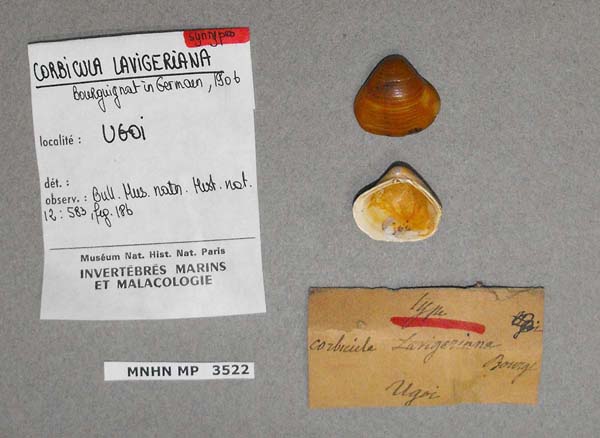 syntypes
CORBICULA LAVIGERIANA
Bourguignat in Germain, 1906
localité : UGOI
dét. :
observ. : Bull. Mus. natn. Hist. nat.
12 : 583, fig. 186
Muséum Nat. Hist. Nat. Paris
INVERTÉBRÉS MARINS
ET MALACOLOGIE
MNHN MP 3522
type
corbicula Lavigeriana
Bourg
Ugoi